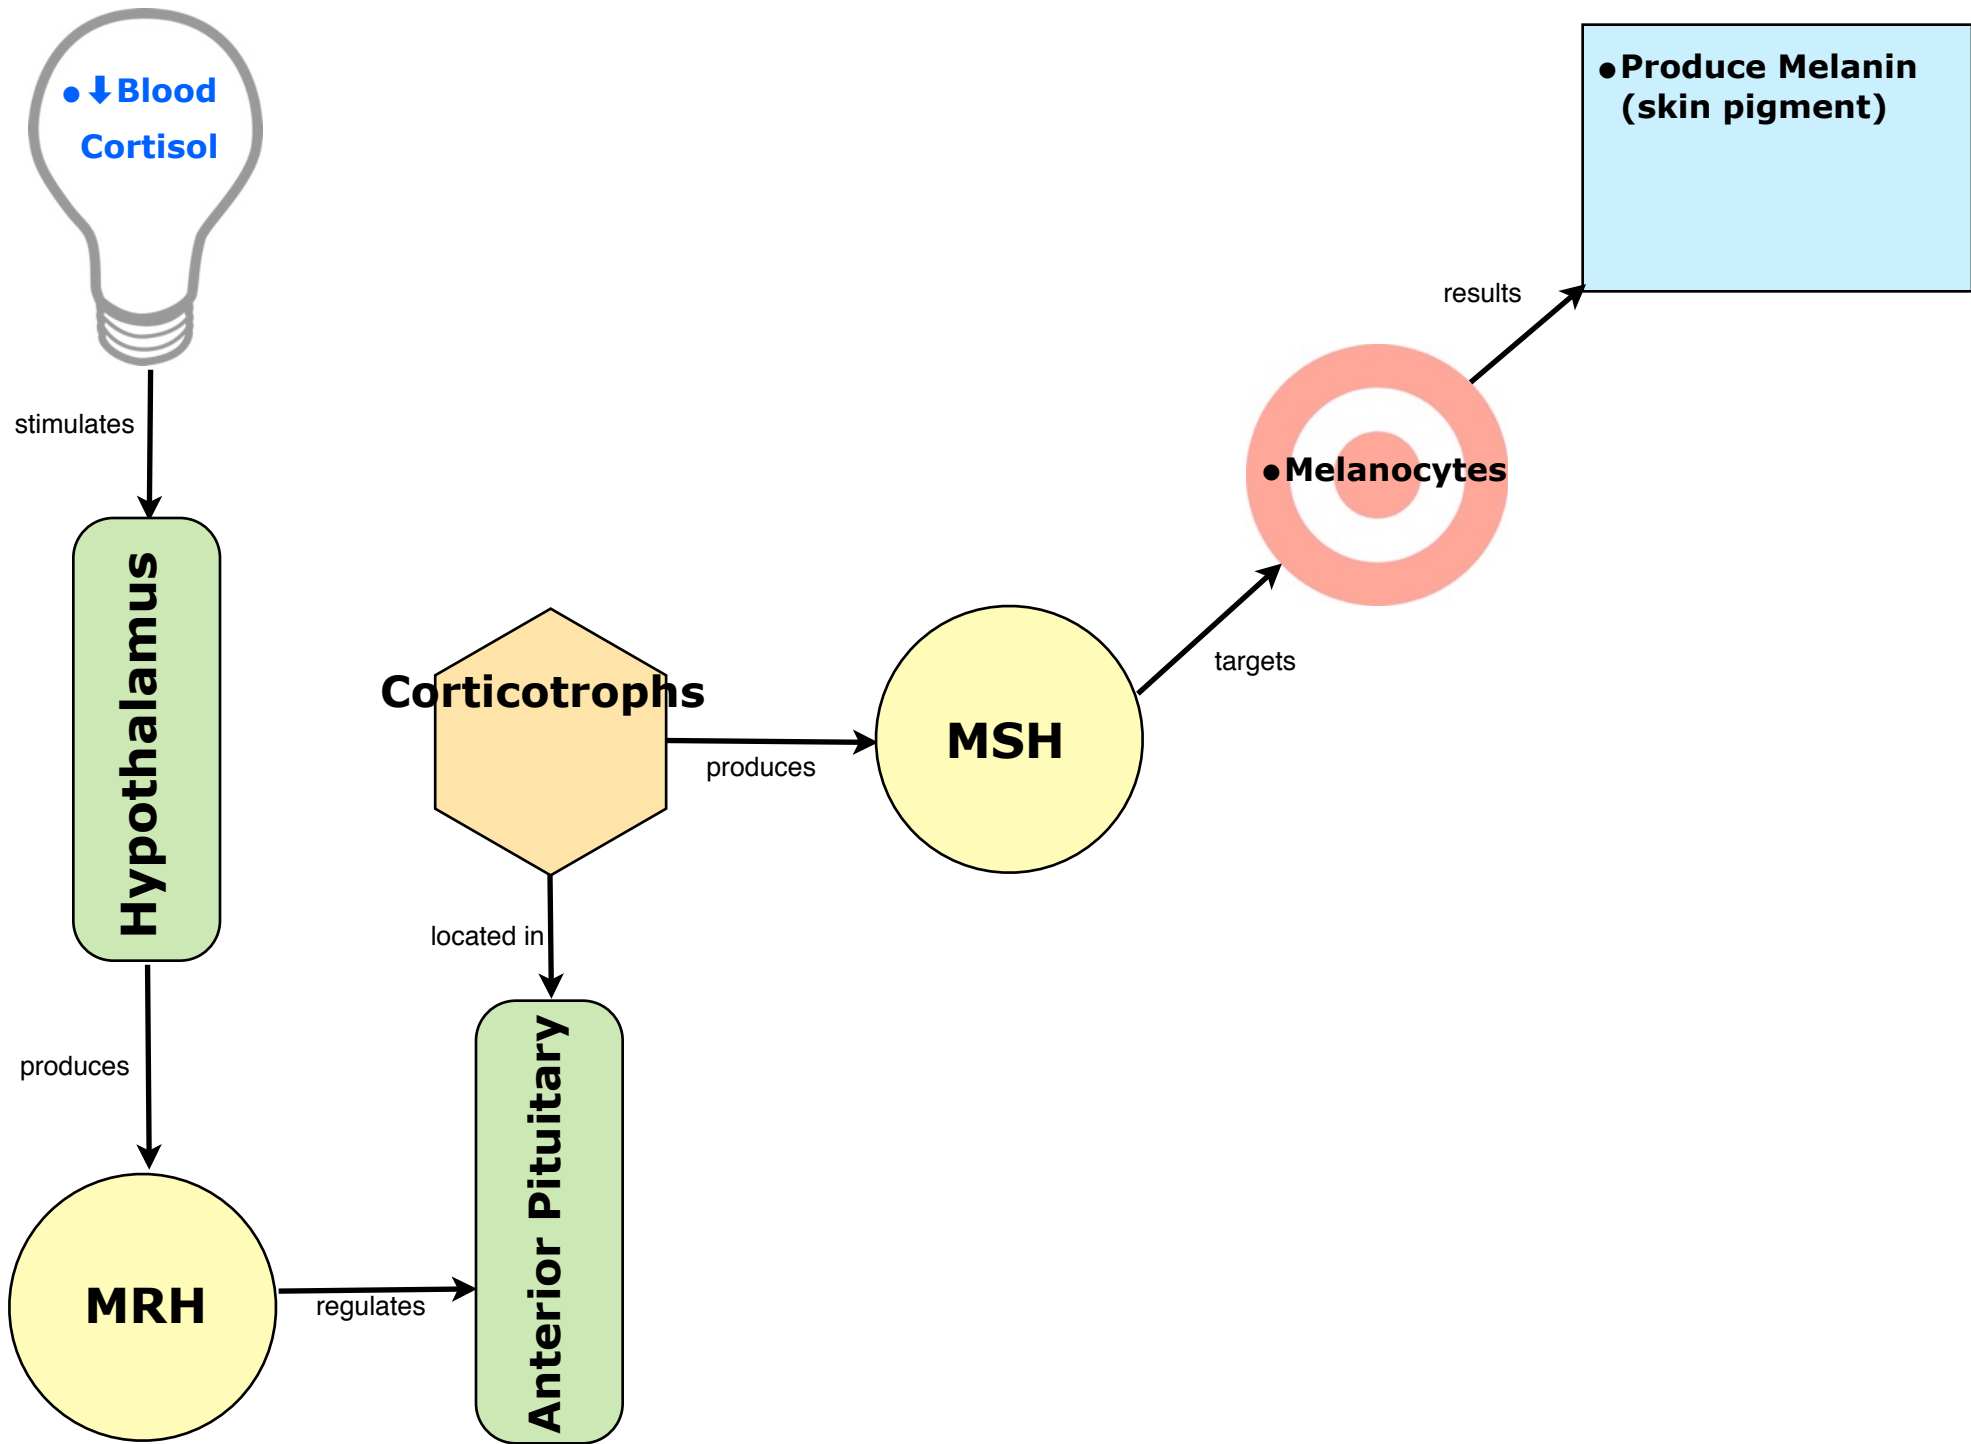 • ⬇Blood
Cortisol
stimulates
Hypothalamus
produces
MRH
regulates
Anterior Pituitary
located in
Corticotrophs
produces
MSH
targets
• Melanocytes
results
• Produce Melanin
(skin pigment)